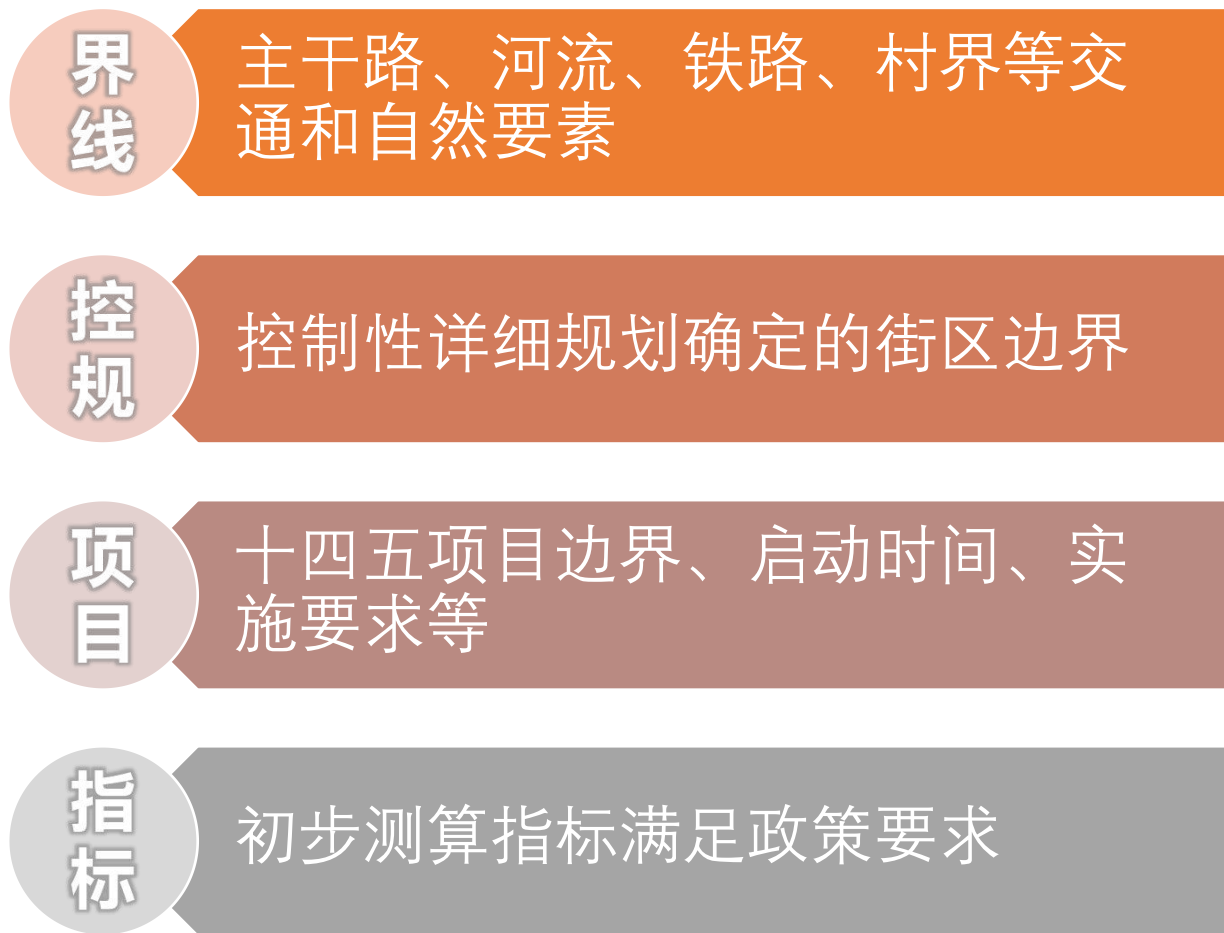 界
线
主干路、河流、铁路、村界等交
通和自然要素
控
规
控制性详细规划确定的街区边界
项
目
十四五项目边界、启动时间、实
施要求等
指
标
初步测算指标满足政策要求